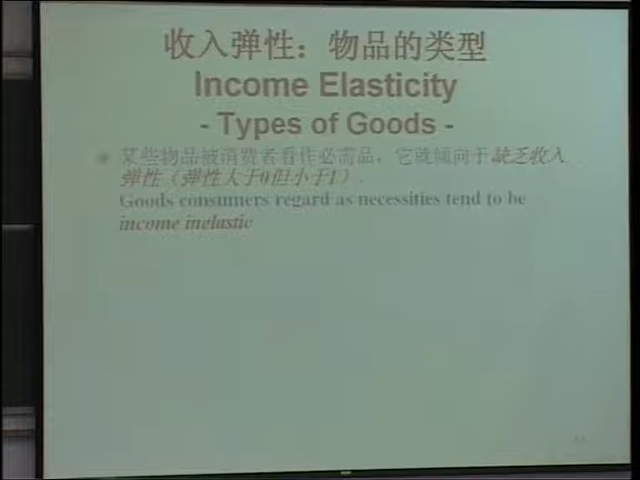 收入弹性：物品的类型
Income Elasticity
- Types of Goods -
某些物品被消费者看作必需品，它就倾向于缺乏收入
弹性（弹性大于0但小于1）.
Goods consumers regard as necessities tend to be
income inelastic